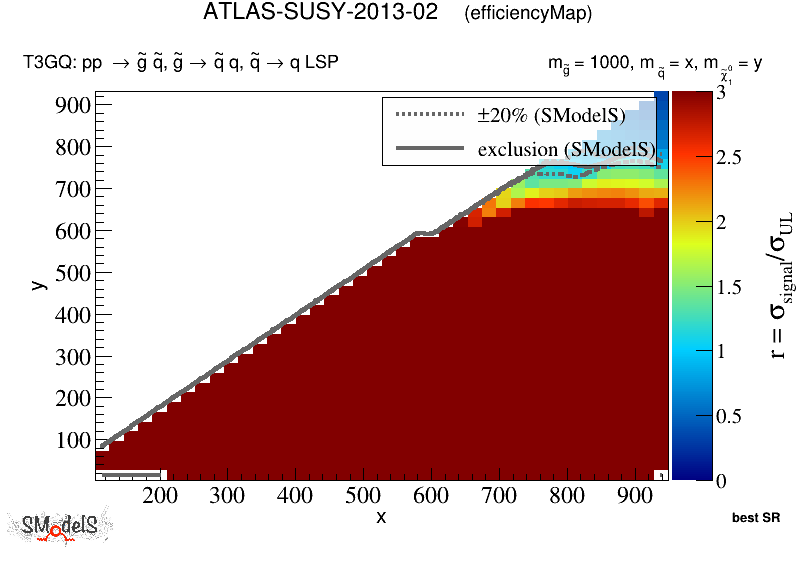 ATLAS-SUSY-2013-02 (efficiencyMap)
T3GQ: pp → g̃ q̃, g̃ → q̃ q, q̃ → q LSP
m_g̃ = 1000, m_q̃ = x, m_χ̃₁⁰ = y
±20% (SModelS)
exclusion (SModelS)
900
800
700
600
500
400
300
200
100
y
200 300 400 500 600 700 800 900
x
3
2.5
2
1.5
1
0.5
0
r = σ_signal/σ_UL
SModelS
best SR